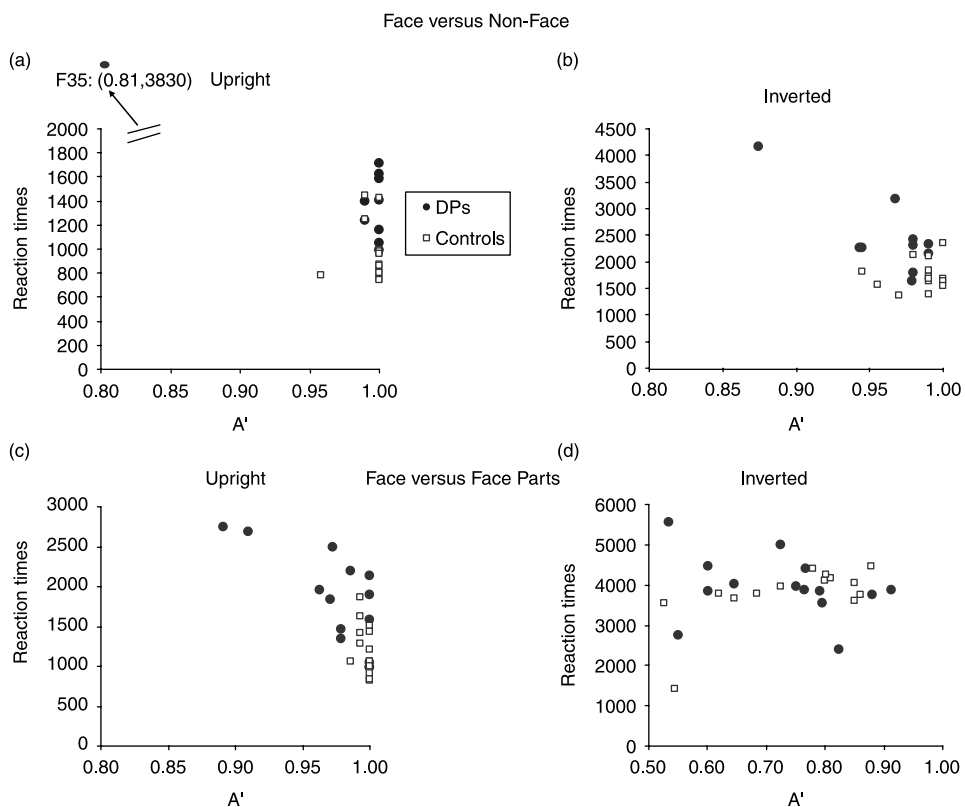 Face versus Non-Face
(a)
F35: (0.81,3830) Upright
2000
1800
1600
1400
1200
1000
800
600
400
200
0
Reaction times
0.80 0.85 0.90 0.95 1.00
A'
DPs
Controls
(b)
Inverted
4500
4000
3500
3000
2500
2000
1500
1000
500
0
Reaction times
0.80 0.85 0.90 0.95 1.00
A'
(c)
Upright
Face versus Face Parts
3000
2500
2000
1500
1000
500
0
Reaction times
0.80 0.85 0.90 0.95 1.00
A'
(d)
Inverted
6000
5000
4000
3000
2000
1000
0
Reaction times
0.50 0.60 0.70 0.80 0.90 1.00
A'